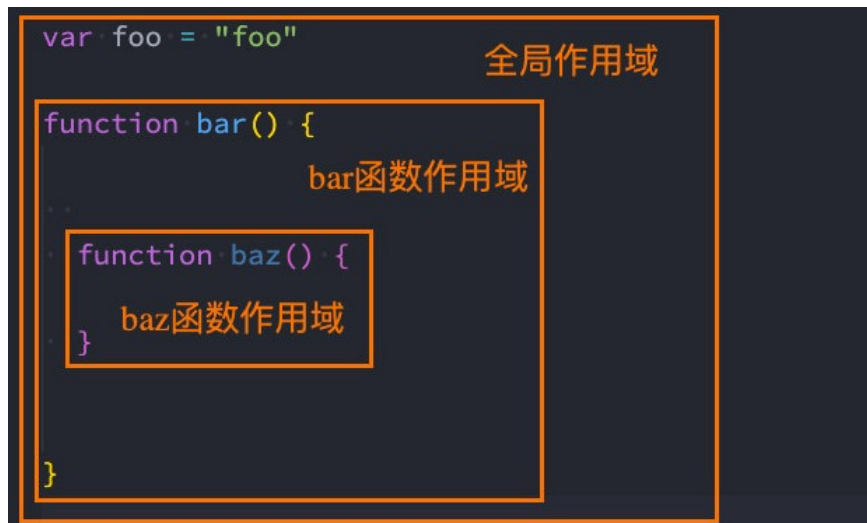 var foo = "foo"
全局作用域
function bar() {
bar函数作用域
function baz() {
baz函数作用域
}
}